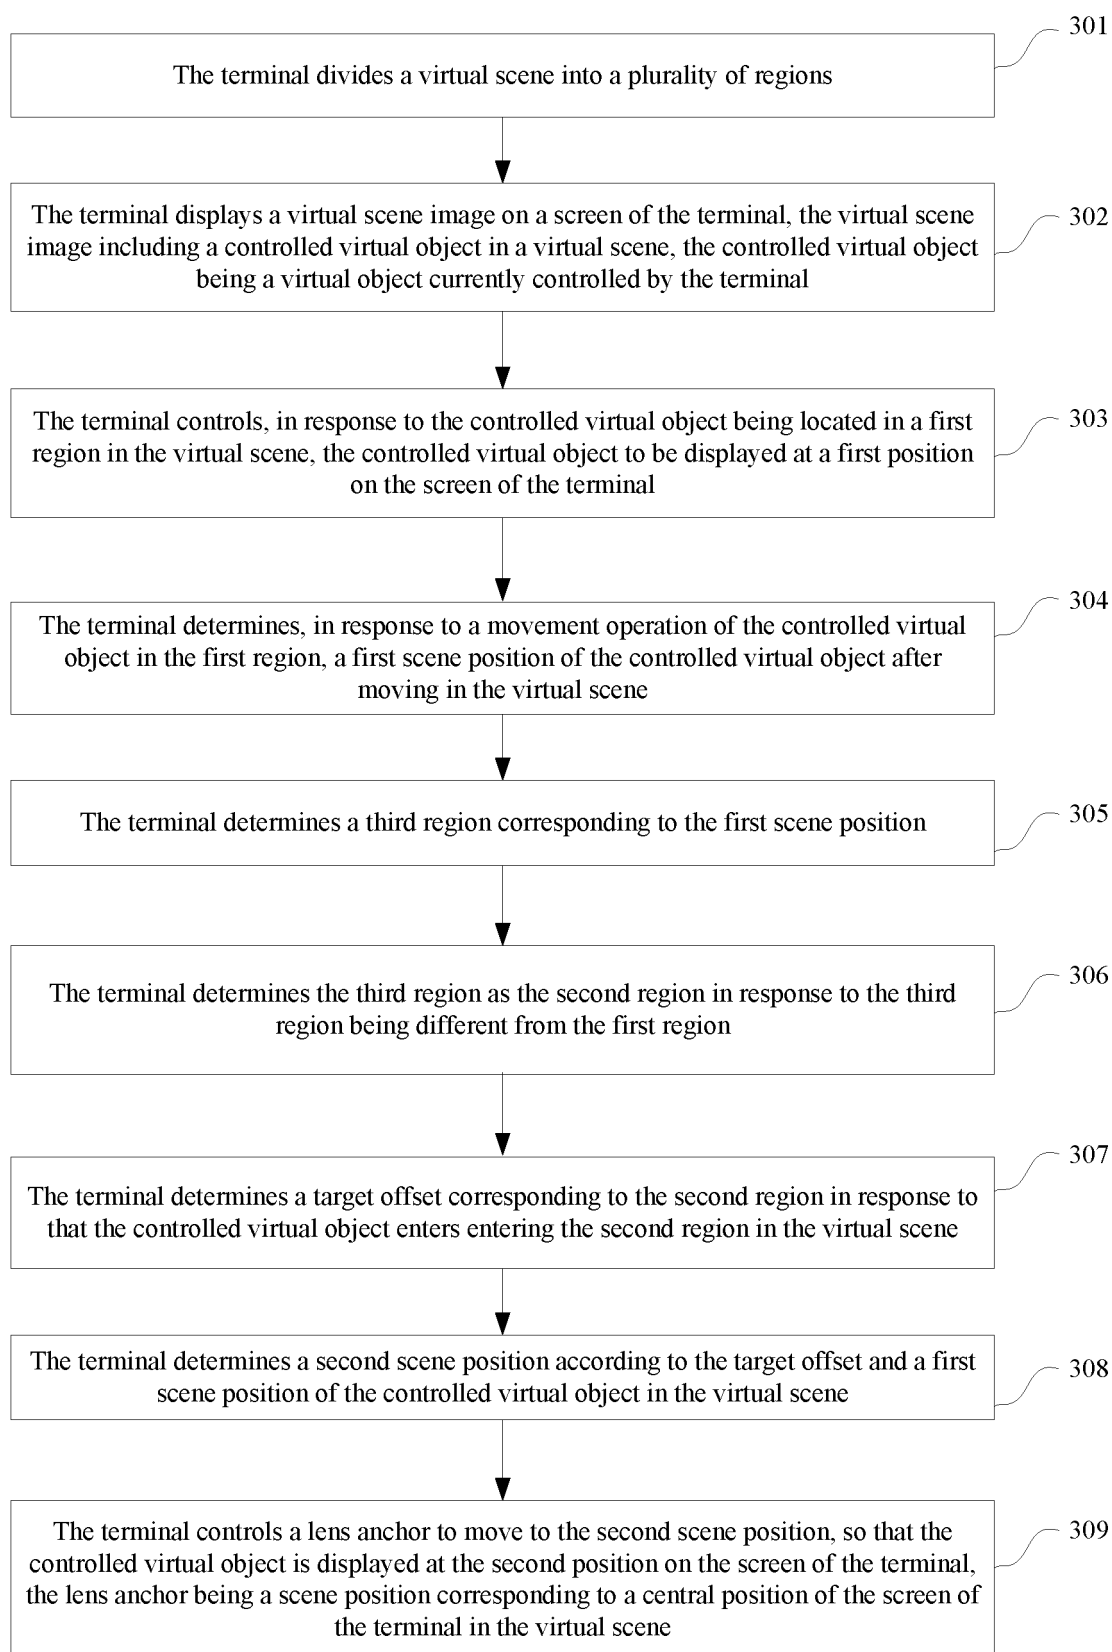 301
The terminal divides a virtual scene into a plurality of regions
302
The terminal displays a virtual scene image on a screen of the terminal, the virtual scene
image including a controlled virtual object in a virtual scene, the controlled virtual object
being a virtual object currently controlled by the terminal
303
The terminal controls, in response to the controlled virtual object being located in a first
region in the virtual scene, the controlled virtual object to be displayed at a first position
on the screen of the terminal
304
The terminal determines, in response to a movement operation of the controlled virtual
object in the first region, a first scene position of the controlled virtual object after
moving in the virtual scene
305
The terminal determines a third region corresponding to the first scene position
306
The terminal determines the third region as the second region in response to the third
region being different from the first region
307
The terminal determines a target offset corresponding to the second region in response to
that the controlled virtual object enters entering the second region in the virtual scene
308
The terminal determines a second scene position according to the target offset and a first
scene position of the controlled virtual object in the virtual scene
309
The terminal controls a lens anchor to move to the second scene position, so that the
controlled virtual object is displayed at the second position on the screen of the terminal,
the lens anchor being a scene position corresponding to a central position of the screen of
the terminal in the virtual scene